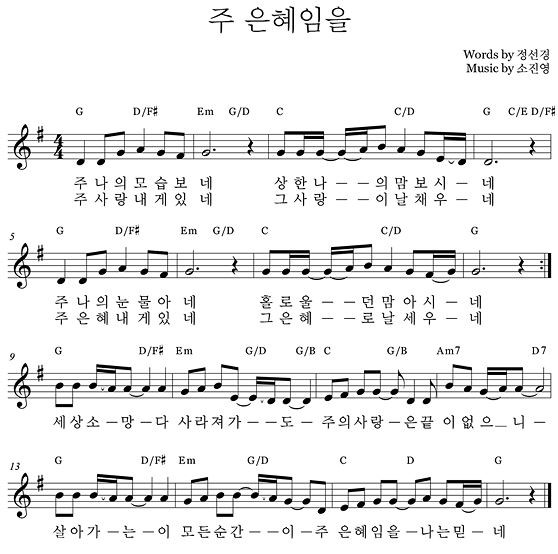 주 은혜임을
Words by 정선경
Music by 소진영
G D/F# Em G/D C C/D G C/E D/F#
주 나의 모습 보 네 상 한 나 – – 의 맘 보 시 – 네
주 사랑 내게 있 네 그 사랑 – – 이 날 채 우 – 네
5 G D/F# Em G/D C C/D G
주 나의 눈 물 아 네 홀 로 울 – – 던 맘 아 시 – 네
주 은혜 내게 있 네 그 은 혜 – – 로 날 세 우 – 네
9 G D/F# Em G/D G/B C G/B Am7 D7
세 상 소 – 망 – 다 사 라 져 가 – – 도 – 주의사랑 – 은 끝 이 없 으 – 니 –
13 G D/F# Em G/D C D G
살 아 가 – 는 – 이 모든순간 – – 이 – 주 은혜임을 – 나 는 믿 – 네